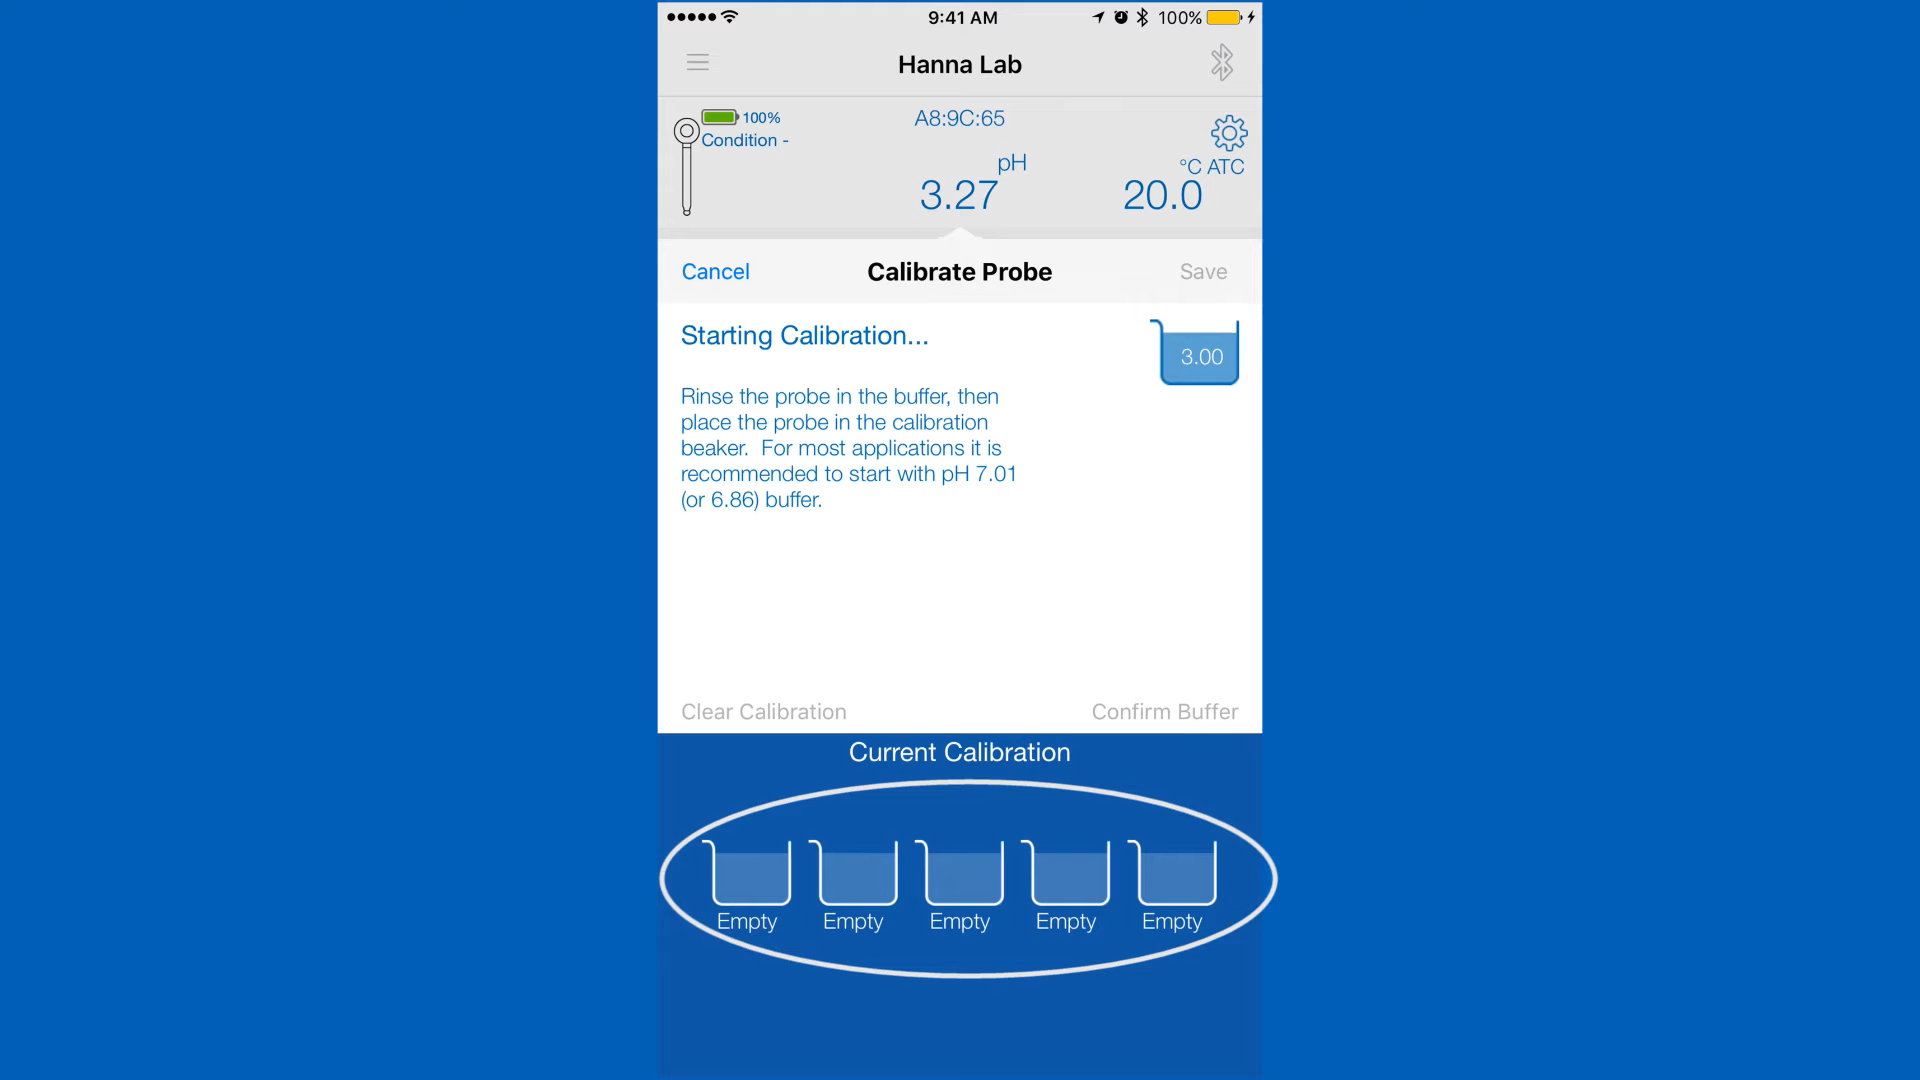 9:41 AM
100%
Hanna Lab
100%
Condition -
A8:9C:65
pH
3.27
°C ATC
20.0
Cancel
Calibrate Probe
Save
Starting Calibration...
3.00
Rinse the probe in the buffer, then
place the probe in the calibration
beaker.  For most applications it is
recommended to start with pH 7.01
(or 6.86) buffer.
Clear Calibration
Confirm Buffer
Current Calibration
Empty
Empty
Empty
Empty
Empty